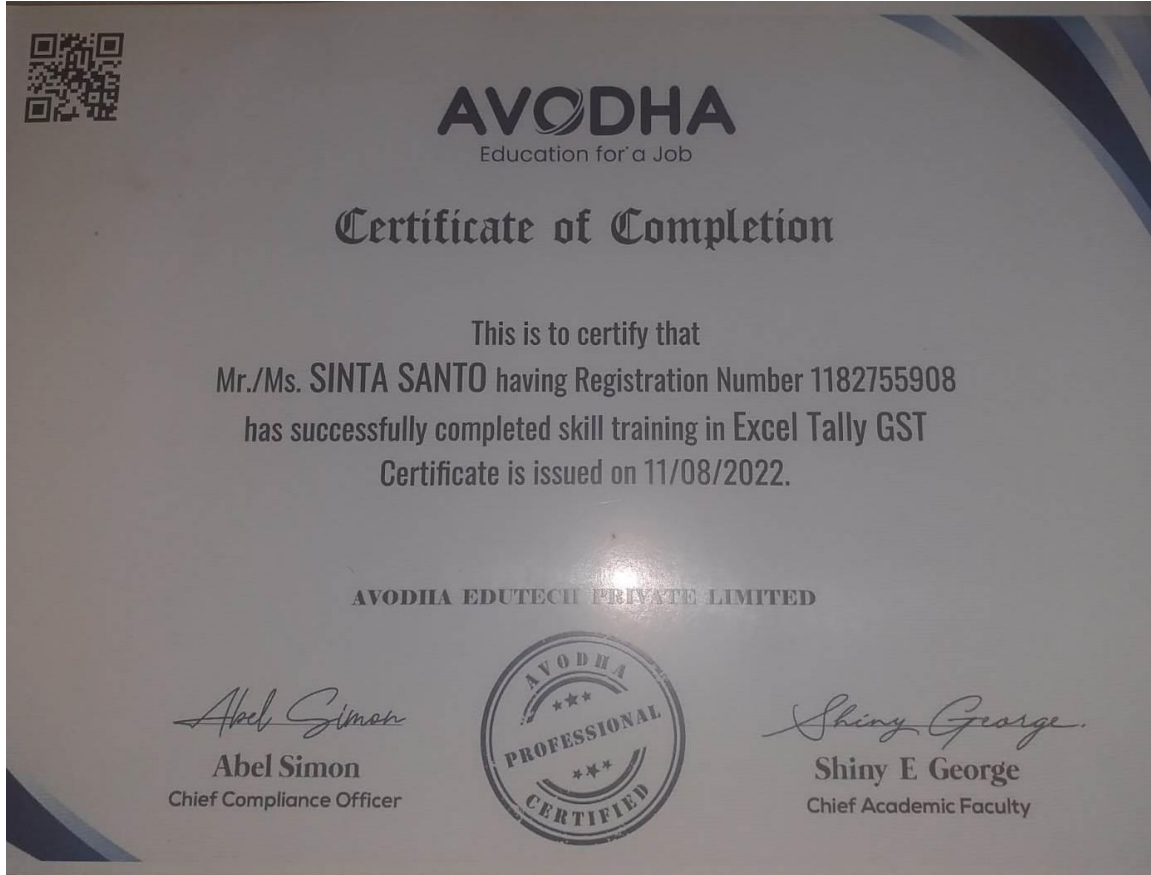 AVODHA
Education for a Job
Certificate of Completion
This is to certify that
Mr./Ms. SINTA SANTO having Registration Number 1182755908
has successfully completed skill training in Excel Tally GST
Certificate is issued on 11/08/2022.
AVODHA EDUTECH PRIVATE LIMITED
Abel Simon
Abel Simon
Chief Compliance Officer
AVODHA
PROFESSIONAL
CERTIFIED
Shiny George.
Shiny E George
Chief Academic Faculty